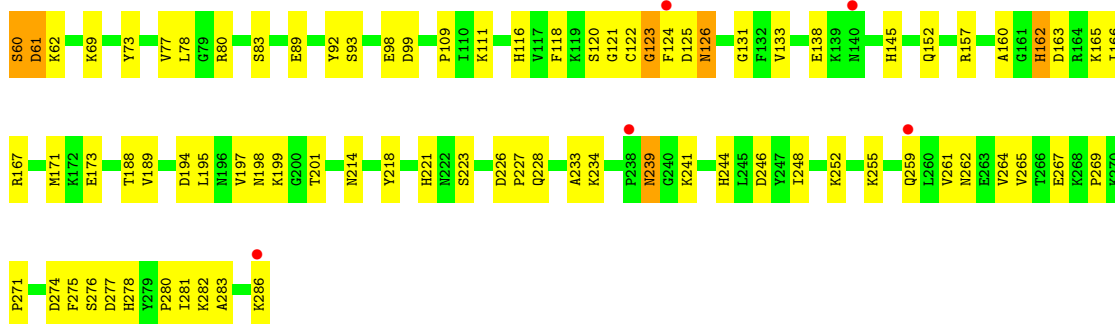 S60 D61 K62 K69 Y73 V77 L78 G79 R80 S83 E89 Y92 S93 E98 D99 P109 I110 K111 H116 V117 F118 K119 S120 G121 C122 G123 F124 D125 N126 G131 F132 V133 E138 K139 N140 H145 Q152 R157 A160 G161 H162 D163 R164 K165 I166
R167 M171 K172 E173 T188 V189 D194 L195 N196 V197 N198 K199 G200 T201 N214 Y218 H221 N222 S223 D226 P227 Q228 A233 K234 P238 N239 G240 K241 H244 L245 D246 Y247 I248 K252 K255 Q259 L260 V261 N262 E263 V264 V265 T266 E267 K268 P269 K270
P271 D274 F275 S276 D277 H278 Y279 P280 I281 K282 A283 K286